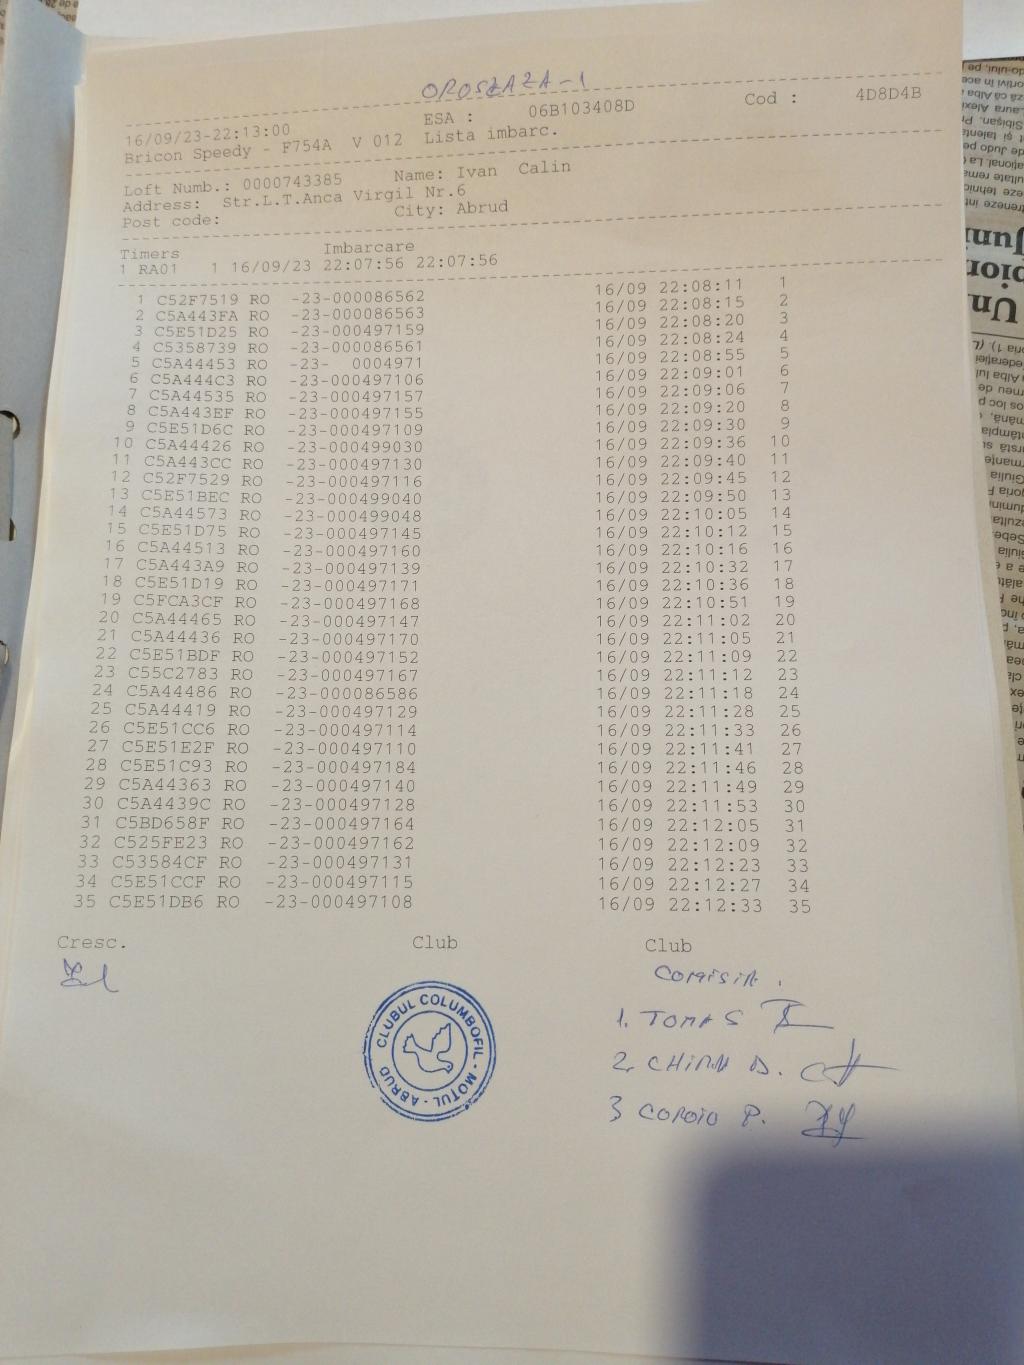 OROSZAZA-1
16/09/23-22:13:00 ESA : 06B103408D Cod : 4D8D4B
Bricon Speedy - F754A V 012 Lista imbarc.
Loft Numb.: 0000743385 Name: Ivan Calin
Address: Str.L.T.Anca Virgil Nr.6
Post code: City: Abrud
Timers Imbarcare
1 RA01 1 16/09/23 22:07:56 22:07:56
1 C52F7519 RO -23-000086562 16/09 22:08:11 1
2 C5A443FA RO -23-000086563 16/09 22:08:15 2
3 C5E51D25 RO -23-000497159 16/09 22:08:20 3
4 C5358739 RO -23-000086561 16/09 22:08:24 4
5 C5A44453 RO -23- 0004971 16/09 22:08:55 5
6 C5A444C3 RO -23-000497106 16/09 22:09:01 6
7 C5A44535 RO -23-000497157 16/09 22:09:06 7
8 C5A443EF RO -23-000497155 16/09 22:09:20 8
9 C5E51D6C RO -23-000497109 16/09 22:09:30 9
10 C5A44426 RO -23-000499030 16/09 22:09:36 10
11 C5A443CC RO -23-000497130 16/09 22:09:40 11
12 C52F7529 RO -23-000497116 16/09 22:09:45 12
13 C5E51BEC RO -23-000499040 16/09 22:09:50 13
14 C5A44573 RO -23-000499048 16/09 22:10:05 14
15 C5E51D75 RO -23-000497145 16/09 22:10:12 15
16 C5A44513 RO -23-000497160 16/09 22:10:16 16
17 C5A443A9 RO -23-000497139 16/09 22:10:32 17
18 C5E51D19 RO -23-000497171 16/09 22:10:36 18
19 C5FCA3CF RO -23-000497168 16/09 22:10:51 19
20 C5A44465 RO -23-000497147 16/09 22:11:02 20
21 C5A44436 RO -23-000497170 16/09 22:11:05 21
22 C5E51BDF RO -23-000497152 16/09 22:11:09 22
23 C55C2783 RO -23-000497167 16/09 22:11:12 23
24 C5A44486 RO -23-000086586 16/09 22:11:18 24
25 C5A44419 RO -23-000497129 16/09 22:11:28 25
26 C5E51CC6 RO -23-000497114 16/09 22:11:33 26
27 C5E51E2F RO -23-000497110 16/09 22:11:41 27
28 C5E51C93 RO -23-000497184 16/09 22:11:46 28
29 C5A44363 RO -23-000497140 16/09 22:11:49 29
30 C5A4439C RO -23-000497128 16/09 22:11:53 30
31 C5BD658F RO -23-000497164 16/09 22:12:05 31
32 C525FE23 RO -23-000497162 16/09 22:12:09 32
33 C53584CF RO -23-000497131 16/09 22:12:23 33
34 C5E51CCF RO -23-000497115 16/09 22:12:27 34
35 C5E51DB6 RO -23-000497108 16/09 22:12:33 35
Cresc. Club Club
COMISIA.
1. TOMA S
2. CHIRA D.
3 P.
CLUBUL COLUMBOFIL - MOTUL - ABRUD